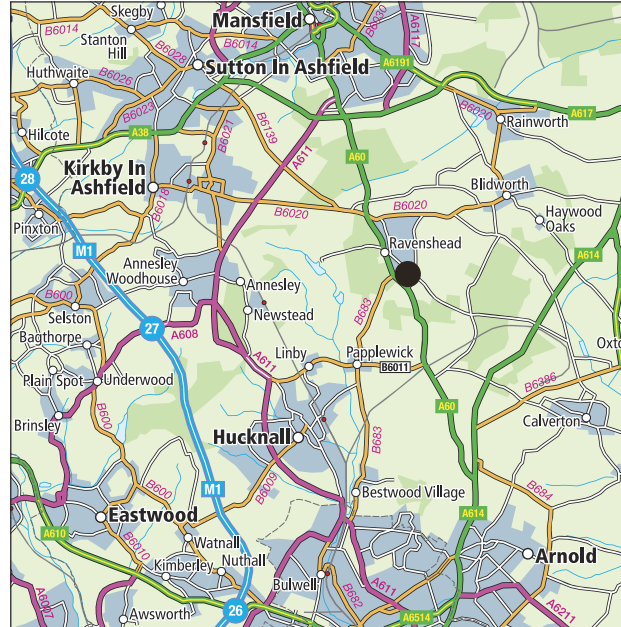 Skegby
Mansfield
B6030
A6117
B6014
Stanton
Hill
B6028
B6014
A6191
Sutton In Ashfield
Huthwaite
B6026
B6023
B6021
B6139
A611
A617
B6020
Rainworth
Hilcote
A38
A60
28
Kirkby In
Ashfield
B6018
B6020
B6020
Blidworth
Pinxton
Haywood
Oaks
M1
Ravenshead
A614
Annesley
Woodhouse
Annesley
B600
Selston
Newstead
B683
27
A608
Bagthorpe
A611
Linby
Papplewick
B6011
Oxto
Plain Spot
Underwood
B6386
A60
Brinsley
B600
Calverton
Hucknall
B683
B6009
B600
M1
Bestwood Village
B684
A614
Eastwood
A610
B6010
Watnall
Nuthall
Kimberley
Bulwell
Arnold
A6007
Awsworth
26
B682
A611
A6514
A6211